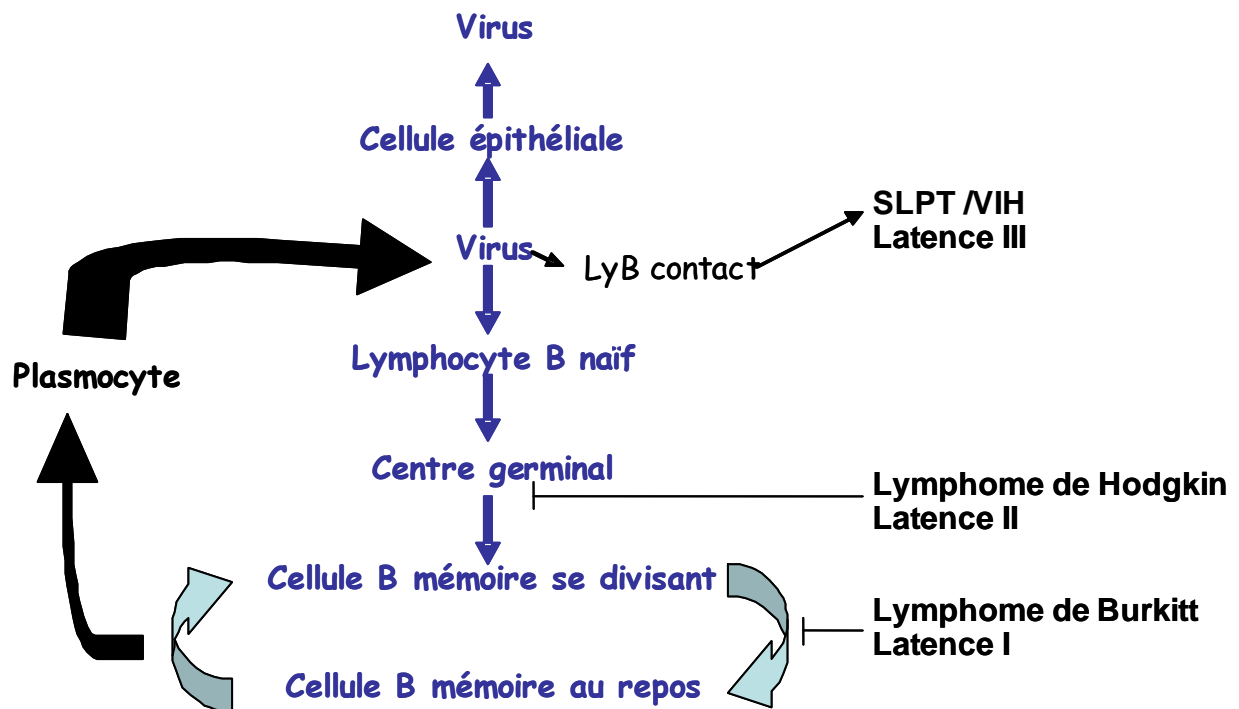 Virus
Cellule épithéliale
SLPT /VIH
Latence III
Virus
LyB contact
Lymphocyte B naïf
Plasmocyte
Centre germinal
Lymphome de Hodgkin
Latence II
Cellule B mémoire se divisant
Lymphome de Burkitt
Latence I
Cellule B mémoire au repos